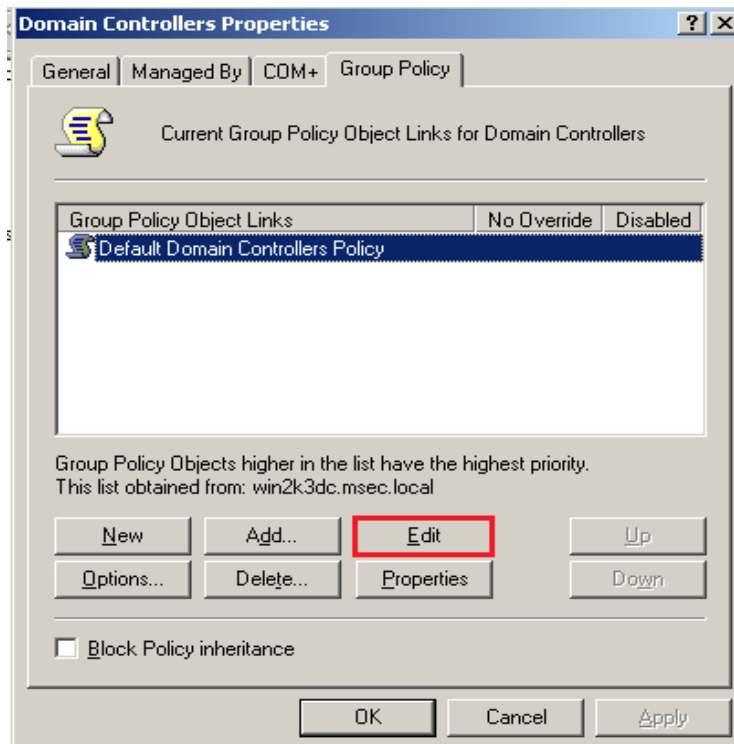 Domain Controllers Properties
General Managed By COM+ Group Policy
Current Group Policy Object Links for Domain Controllers
Group Policy Object Links No Override Disabled
Default Domain Controllers Policy
Group Policy Objects higher in the list have the highest priority.
This list obtained from: win2k3dc.msec.local
New Add... Edit Up
Options... Delete... Properties Down
Block Policy inheritance
OK Cancel Apply